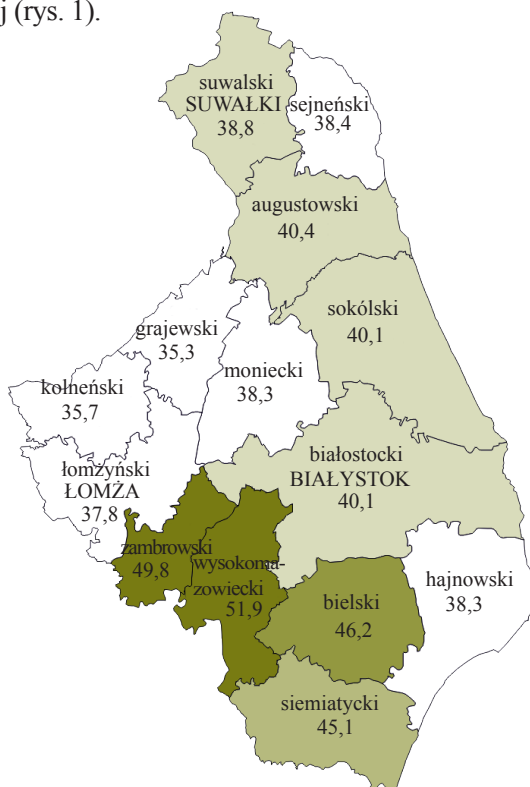 j (rys. 1).
suwalski
SUWAŁKI
38,8
sejneński
38,4
augustowski
40,4
sokólski
40,1
grajewski
35,3
moniecki
38,3
kolneński
35,7
białostocki
BIAŁYSTOK
40,1
łomżyński
ŁOMŻA
37,8
zambrowski
49,8
wysokoma-
zowiecki
51,9
hajnowski
38,3
bielski
46,2
siemiatycki
45,1